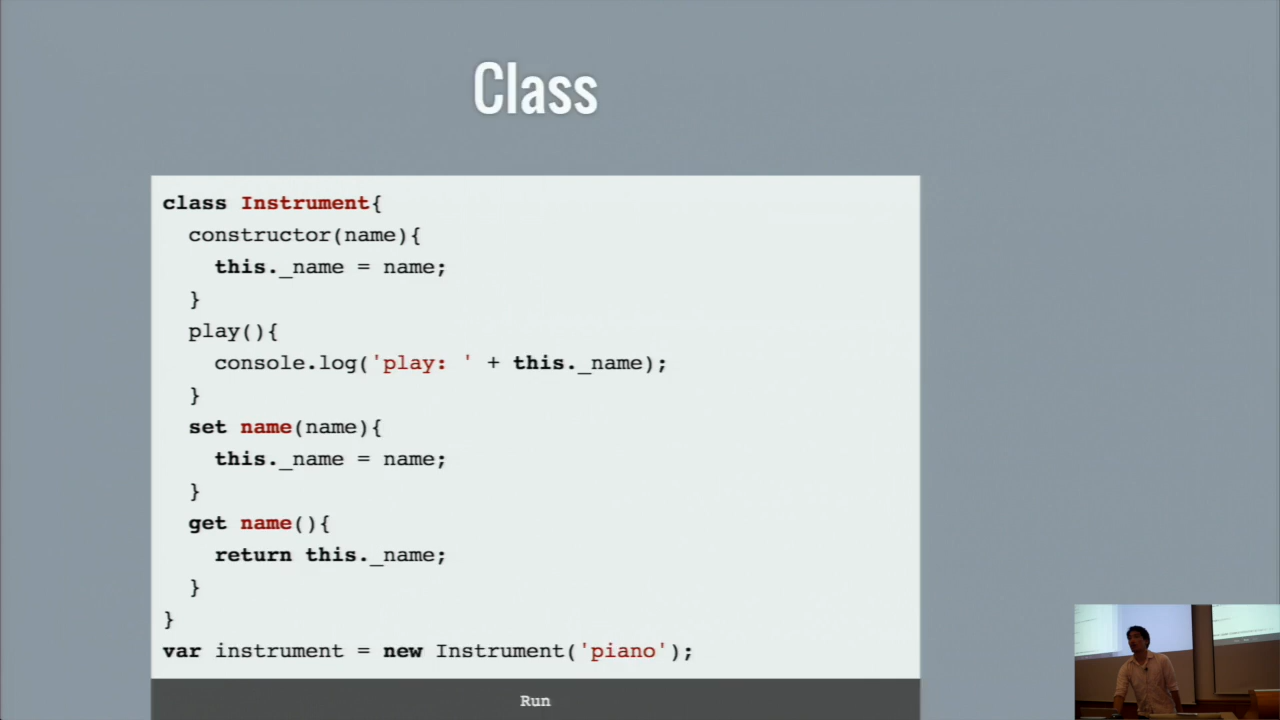 Class
class Instrument{
constructor(name){
this._name = name;
}
play(){
console.log('play: ' + this._name);
}
set name(name){
this._name = name;
}
get name(){
return this._name;
}
}
var instrument = new Instrument('piano');
Run